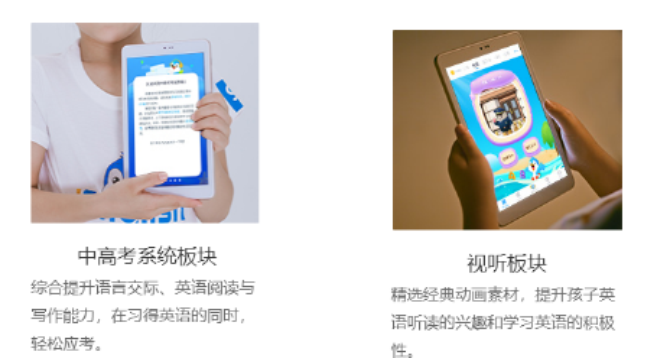 中高考系统板块
综合提升语言交际、英语阅读与
写作能力，在习得英语的同时，
轻松应考。
视听板块
精选经典动画素材，提升孩子英
语听读的兴趣和学习英语的积极
性。